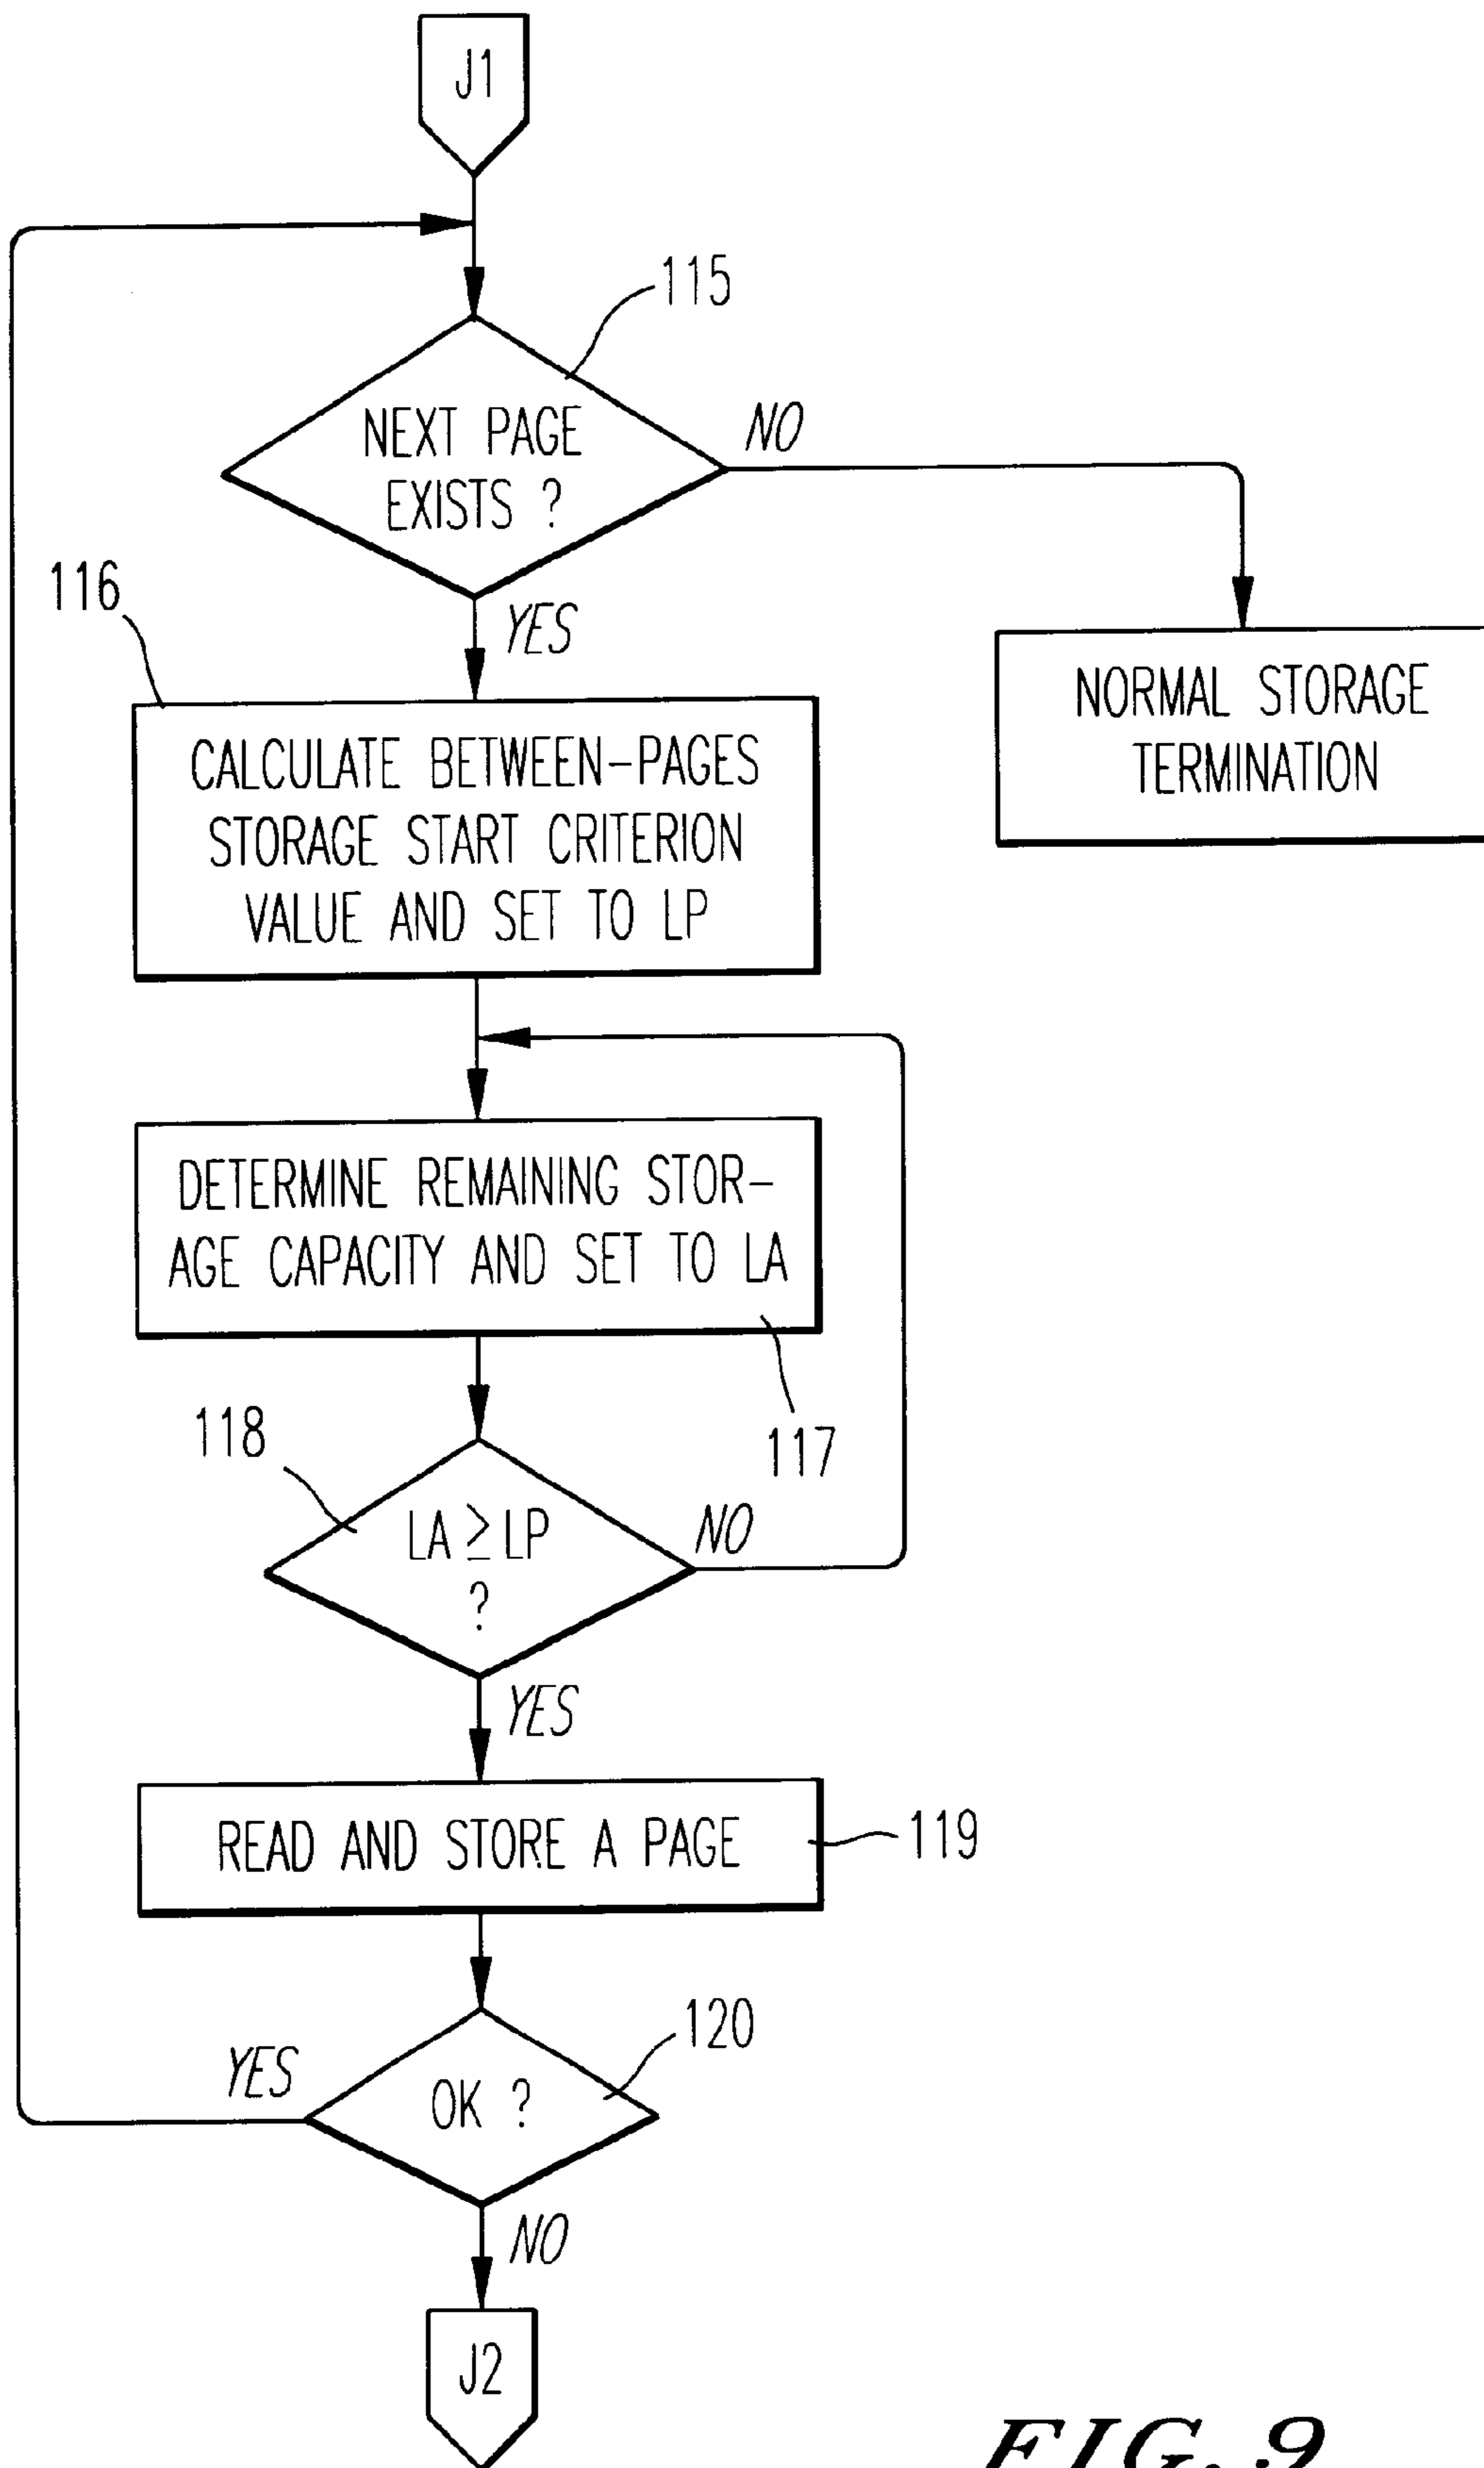 J1
115
NEXT PAGE
EXISTS ?
NO
116
YES
CALCULATE BETWEEN-PAGES
STORAGE START CRITERION
VALUE AND SET TO LP
NORMAL STORAGE
TERMINATION
DETERMINE REMAINING STOR-
AGE CAPACITY AND SET TO LA
117
118
LA ≥ LP
?
NO
YES
READ AND STORE A PAGE
119
120
YES
OK ?
NO
J2
FIG. 9